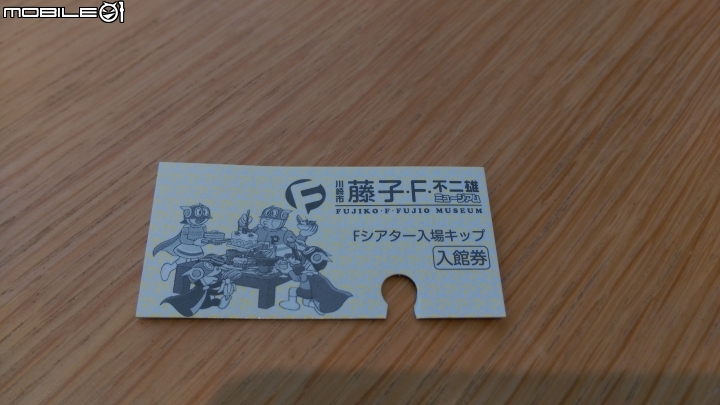 MOBILE01
F
川崎市
藤子・F・不二雄
ミュージアム
FUJIKO・F・FUJIO MUSEUM
Fシアター入場キップ
入館券